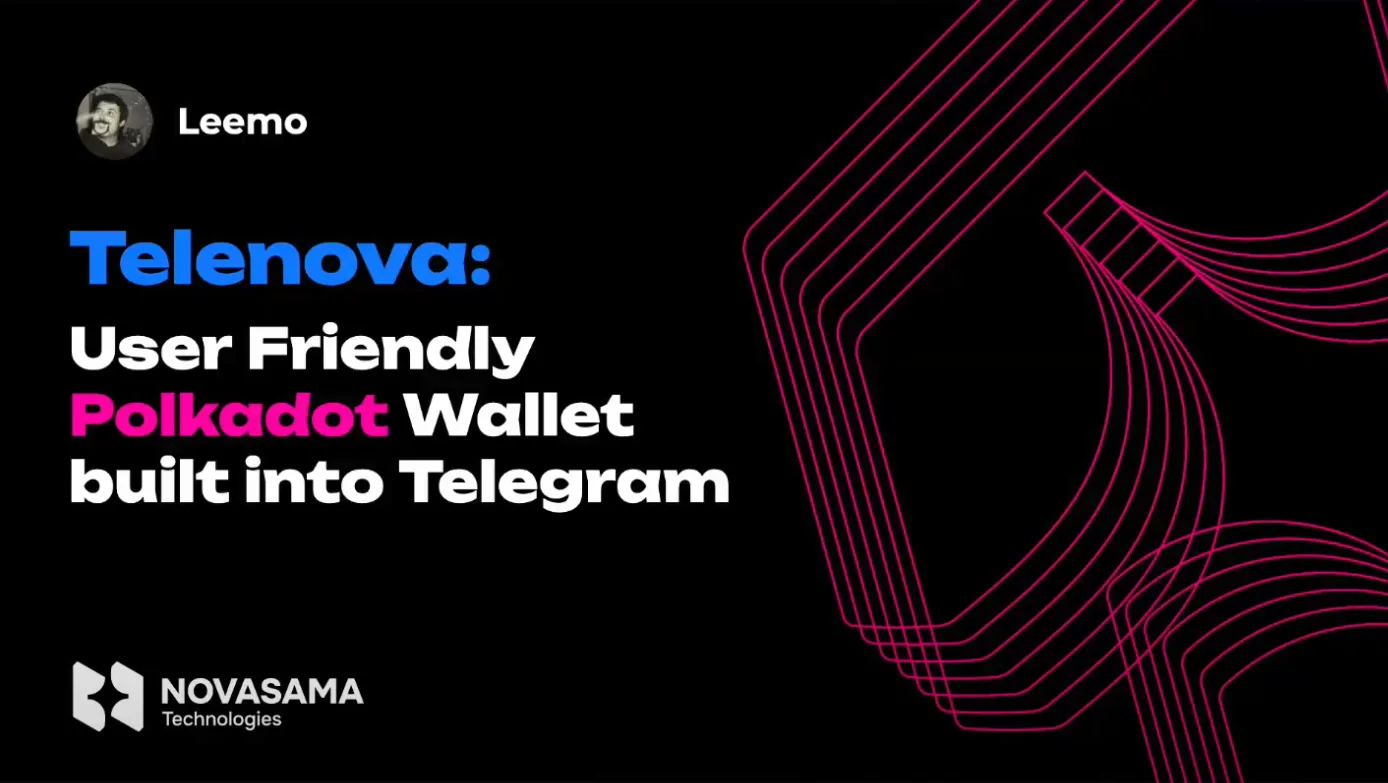 Leemo
Telenova:
User Friendly
Polkadot Wallet
built into Telegram
NOVASAMA
Technologies